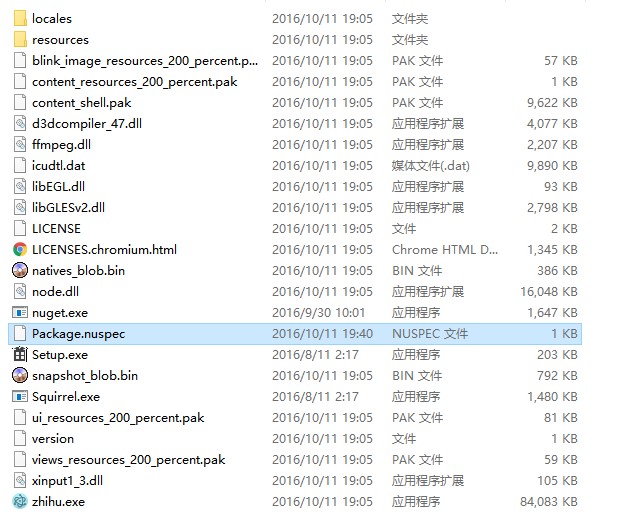 locales 2016/10/11 19:05 文件夹
resources 2016/10/11 19:05 文件夹
blink_image_resources_200_percent.p... 2016/10/11 19:05 PAK 文件 57 KB
content_resources_200_percent.pak 2016/10/11 19:05 PAK 文件 1 KB
content_shell.pak 2016/10/11 19:05 PAK 文件 9,622 KB
d3dcompiler_47.dll 2016/10/11 19:05 应用程序扩展 4,077 KB
ffmpeg.dll 2016/10/11 19:05 应用程序扩展 2,207 KB
icudtl.dat 2016/10/11 19:05 媒体文件(.dat) 9,890 KB
libEGL.dll 2016/10/11 19:05 应用程序扩展 93 KB
libGLESv2.dll 2016/10/11 19:05 应用程序扩展 2,798 KB
LICENSE 2016/10/11 19:05 文件 2 KB
LICENSES.chromium.html 2016/10/11 19:05 Chrome HTML D... 1,345 KB
natives_blob.bin 2016/10/11 19:05 BIN 文件 386 KB
node.dll 2016/10/11 19:05 应用程序扩展 16,048 KB
nuget.exe 2016/9/30 10:01 应用程序 1,647 KB
Package.nuspec 2016/10/11 19:40 NUSPEC 文件 1 KB
Setup.exe 2016/8/11 2:17 应用程序 203 KB
snapshot_blob.bin 2016/10/11 19:05 BIN 文件 792 KB
Squirrel.exe 2016/8/11 2:17 应用程序 1,480 KB
ui_resources_200_percent.pak 2016/10/11 19:05 PAK 文件 81 KB
version 2016/10/11 19:05 文件 1 KB
views_resources_200_percent.pak 2016/10/11 19:05 PAK 文件 59 KB
xinput1_3.dll 2016/10/11 19:05 应用程序扩展 105 KB
zhihu.exe 2016/10/11 19:05 应用程序 84,083 KB